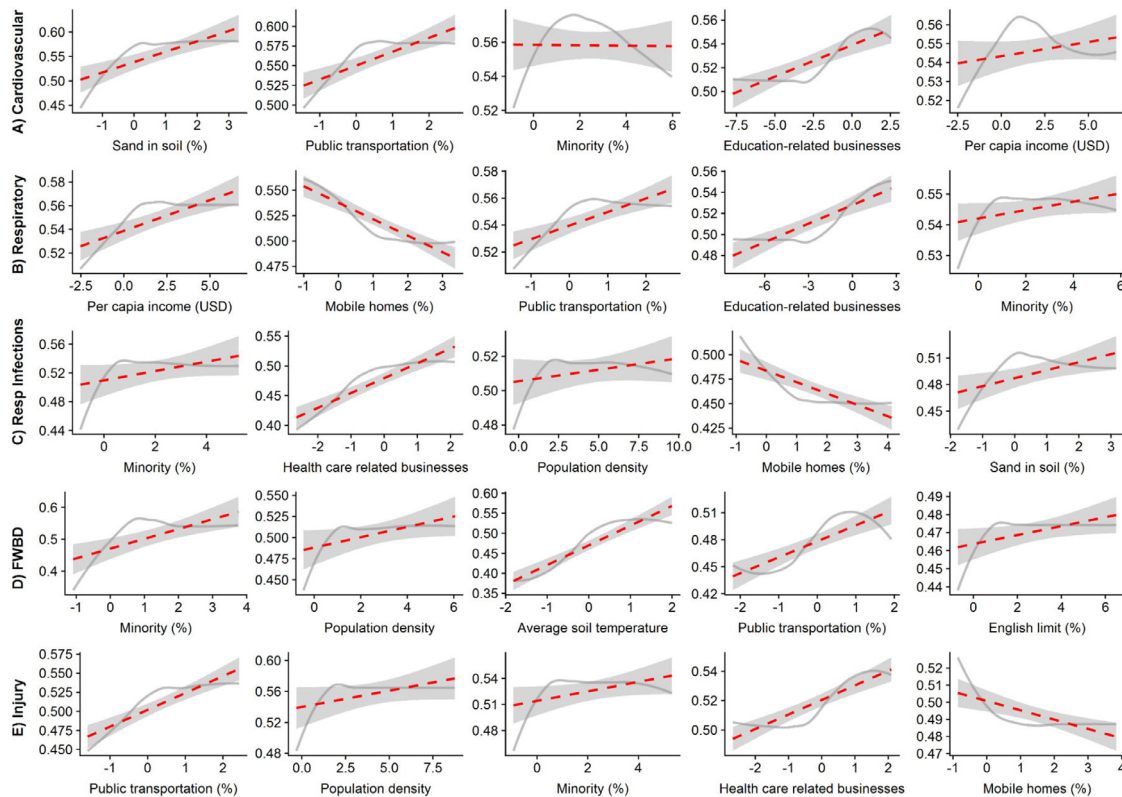 A) Cardiovascular
0.60
0.55
0.50
0.45
-1 0 1 2 3
Sand in soil (%)
0.600
0.575
0.550
0.525
0.500
-1 0 1 2
Public transportation (%)
0.56
0.54
0.52
0 2 4 6
Minority (%)
0.54
0.52
0.50
-7.5 -5.0 -2.5 0.0 2.5
Education-related businesses
0.56
0.55
0.54
0.53
0.52
-2.5 0.0 2.5 5.0
Per capia income (USD)
B) Respiratory
0.58
0.56
0.54
0.52
-2.5 0.0 2.5 5.0
Per capia income (USD)
0.550
0.525
0.500
0.475
-1 0 1 2 3
Mobile homes (%)
0.56
0.54
0.52
-1 0 1 2
Public transportation (%)
0.54
0.52
0.50
0.48
-6 -3 0 3
Education-related businesses
0.55
0.54
0.53
0 2 4 6
Minority (%)
C) Resp Infections
0.56
0.52
0.48
0.44
0 2 4
Minority (%)
0.55
0.50
0.45
0.40
-2 -1 0 1 2
Health care related businesses
0.52
0.50
0.48
0.0 2.5 5.0 7.5 10.0
Population density
0.500
0.475
0.450
0.425
-1 0 1 2 3 4
Mobile homes (%)
0.51
0.48
0.45
-1 0 1 2 3
Sand in soil (%)
D) FWBD
0.6
0.5
0.4
-1 0 1 2 3 4
Minority (%)
0.550
0.525
0.500
0.475
0.450
0 2 4 6
Population density
0.60
0.55
0.50
0.45
0.40
0.35
-2 -1 0 1 2
Average soil temperature
0.51
0.48
0.45
0.42
-2 -1 0 1 2
Public transportation (%)
0.49
0.48
0.47
0.46
0.45
0.44
0 2 4 6
English limit (%)
E) Injury
0.575
0.550
0.525
0.500
0.475
0.450
-1 0 1 2
Public transportation (%)
0.60
0.56
0.52
0.48
0.0 2.5 5.0 7.5
Population density
0.54
0.51
0.48
0 2 4
Minority (%)
0.54
0.52
0.50
-2 -1 0 1 2
Health care related businesses
0.52
0.51
0.50
0.49
0.48
0.47
-1 0 1 2 3 4
Mobile homes (%)